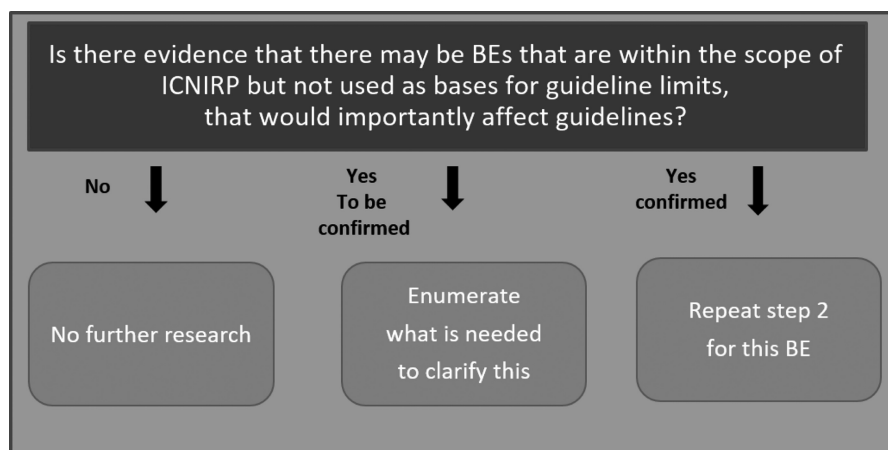 Is there evidence that there may be BEs that are within the scope of
ICNIRP but not used as bases for guideline limits,
that would importantly affect guidelines?
No
Yes
To be
confirmed
Yes
confirmed
No further research
Enumerate
what is needed
to clarify this
Repeat step 2
for this BE